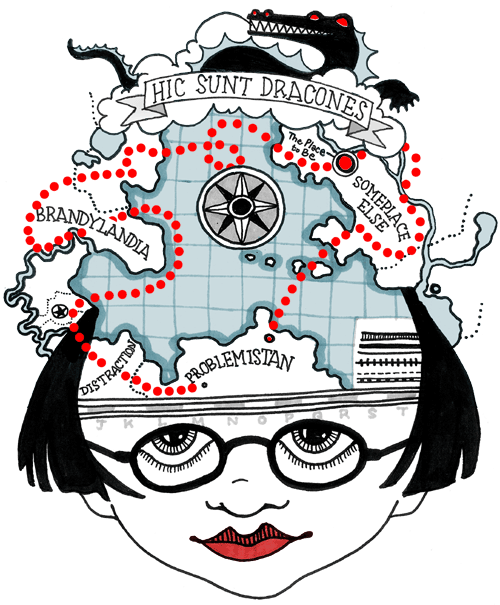 HIC SUNT DRACONES
The Place
to Be
SOMEPLACE
ELSE
BRANDYLANDIA
DISTRACTION
PROBLEMISTAN
J K L M N O P Q R S T